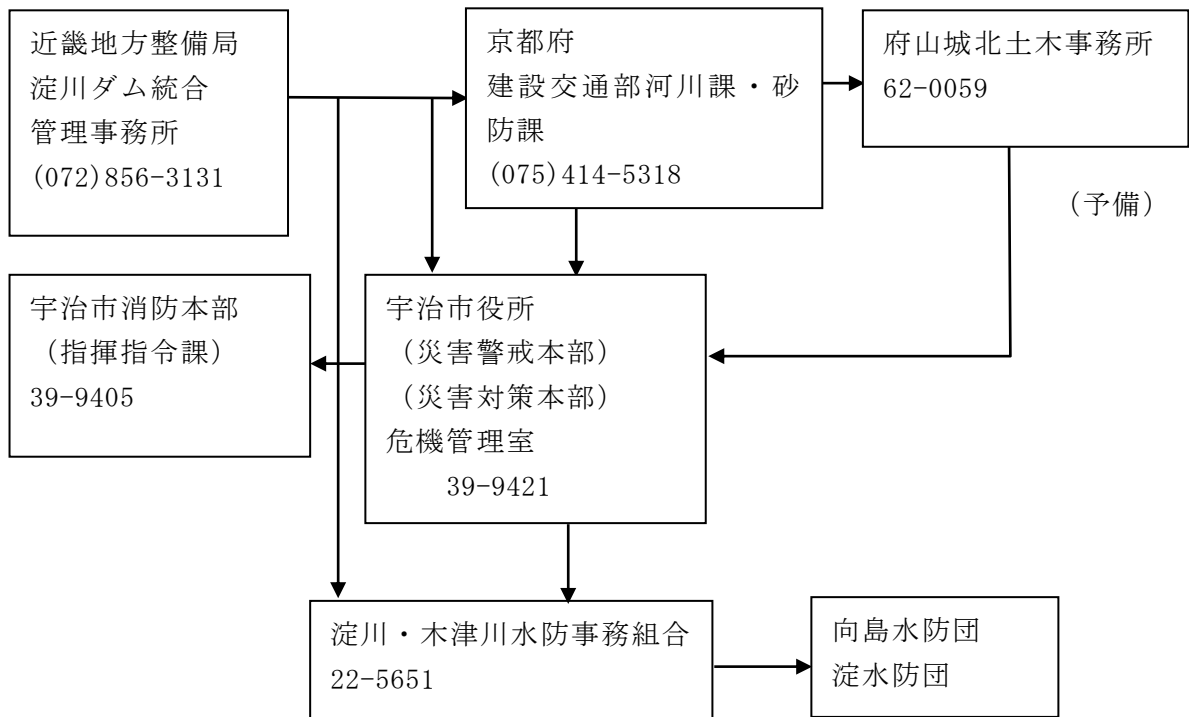 近畿地方整備局
淀川ダム統合
管理事務所
(072)856-3131
京都府
建設交通部河川課・砂
防課
(075)414-5318
府山城北土木事務所
62-0059
（予備）
宇治市消防本部
（指揮指令課）
39-9405
宇治市役所
（災害警戒本部）
（災害対策本部）
危機管理室
39-9421
淀川・木津川水防事務組合
22-5651
向島水防団
淀水防団